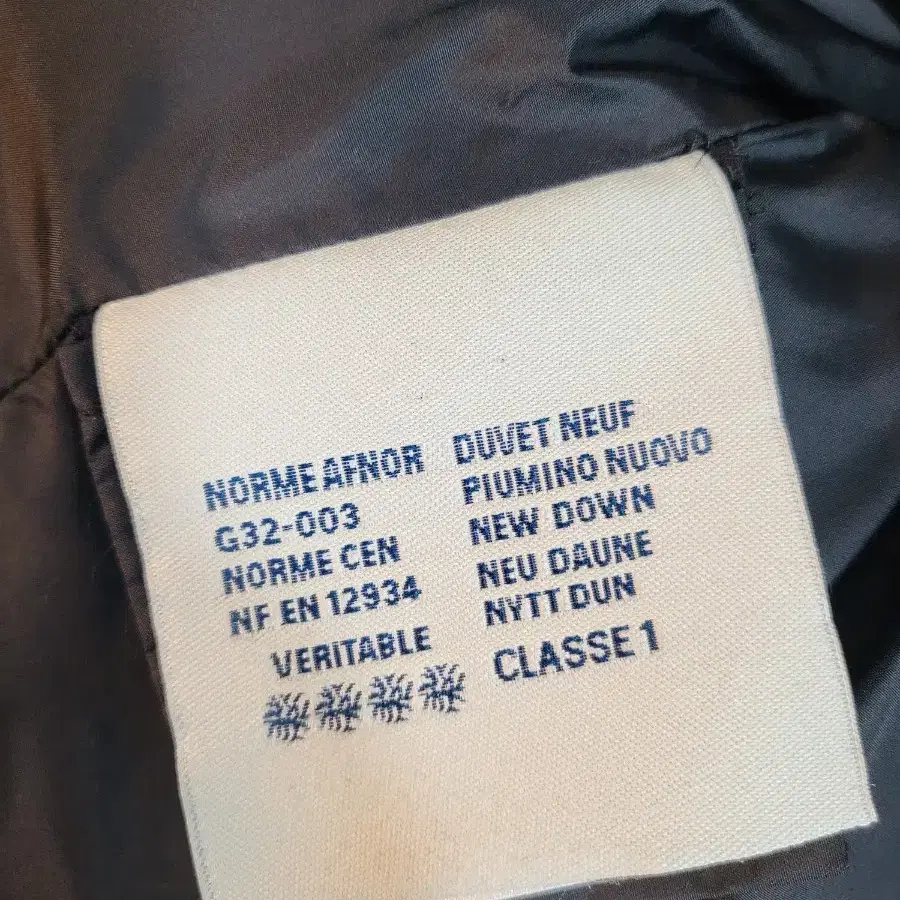 NORME AFNOR
G32-003
NORME CEN
NF EN 12934
VERITABLE
DUVET NEUF
PIUMINO NUOVO
NEW DOWN
NEU DAUNE
NYTT DUN
CLASSE 1